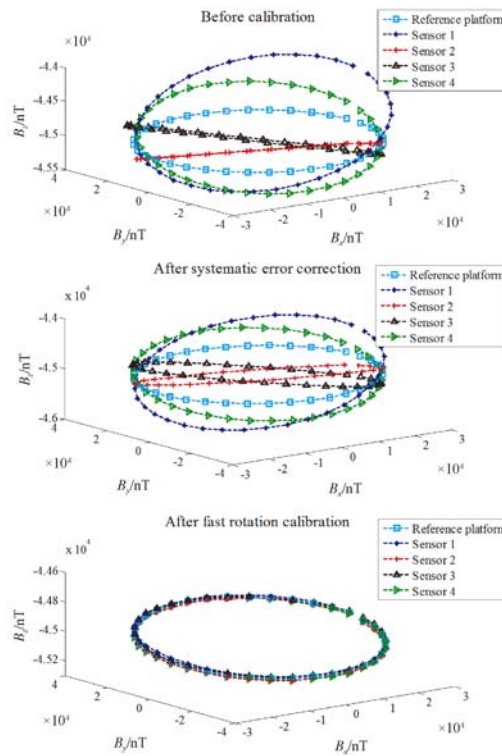 Before calibration
× 10⁴
Reference platform
Sensor 1
Sensor 2
Sensor 3
Sensor 4
-4.4
-4.45
-4.5
-4.55
Bz/nT
4
2
0
-2
-4
× 10⁴
By/nT
-3
-2
-1
0
1
2
3
× 10⁴
Bx/nT
After systematic error correction
x 10⁴
Reference platform
Sensor 1
Sensor 2
Sensor 3
Sensor 4
-4.4
-4.5
-4.6
Bz/nT
4
2
0
-2
-4
× 10⁴
By/nT
-3
-2
-1
0
1
2
3
× 10⁴
Bx/nT
After fast rotation calibration
x 10⁴
Reference platform
Sensor 1
Sensor 2
Sensor 3
Sensor 4
-4.46
-4.48
-4.5
-4.52
Bz/nT
4
2
0
-2
-4
× 10⁴
By/nT
-3
-2
-1
0
1
2
3
× 10⁴
Bx/nT